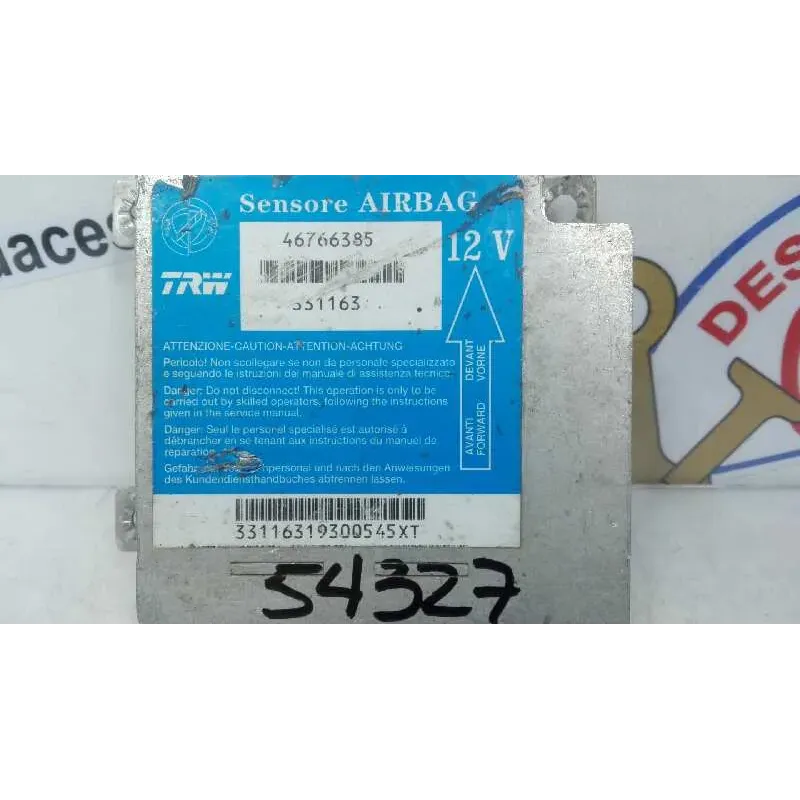 uaces
Sensore AIRBAG
46766385
12 V
TRW
331163
ATTENZIONE-CAUTION-ATTENTION-ACHTUNG
Pericolo! Non scollegare se non da personale specializzato
e seguendo le istruzioni del manuale di assistenza tecnica.
Danger: Do not disconnect! This operation is only to be
carried out by skilled operators, following the instructions
given in the service manual.
Danger: Seul le personal spécialisé est autorisé à
débrancher en se tenant aux instructions du manuel de
réparation
personal und nach den Anweisungen
des Kundendiensthandbuches abtrennen lassen.
AVANTI DEVANT
FORWARD VORNE
33116319300545XT
54327
DES